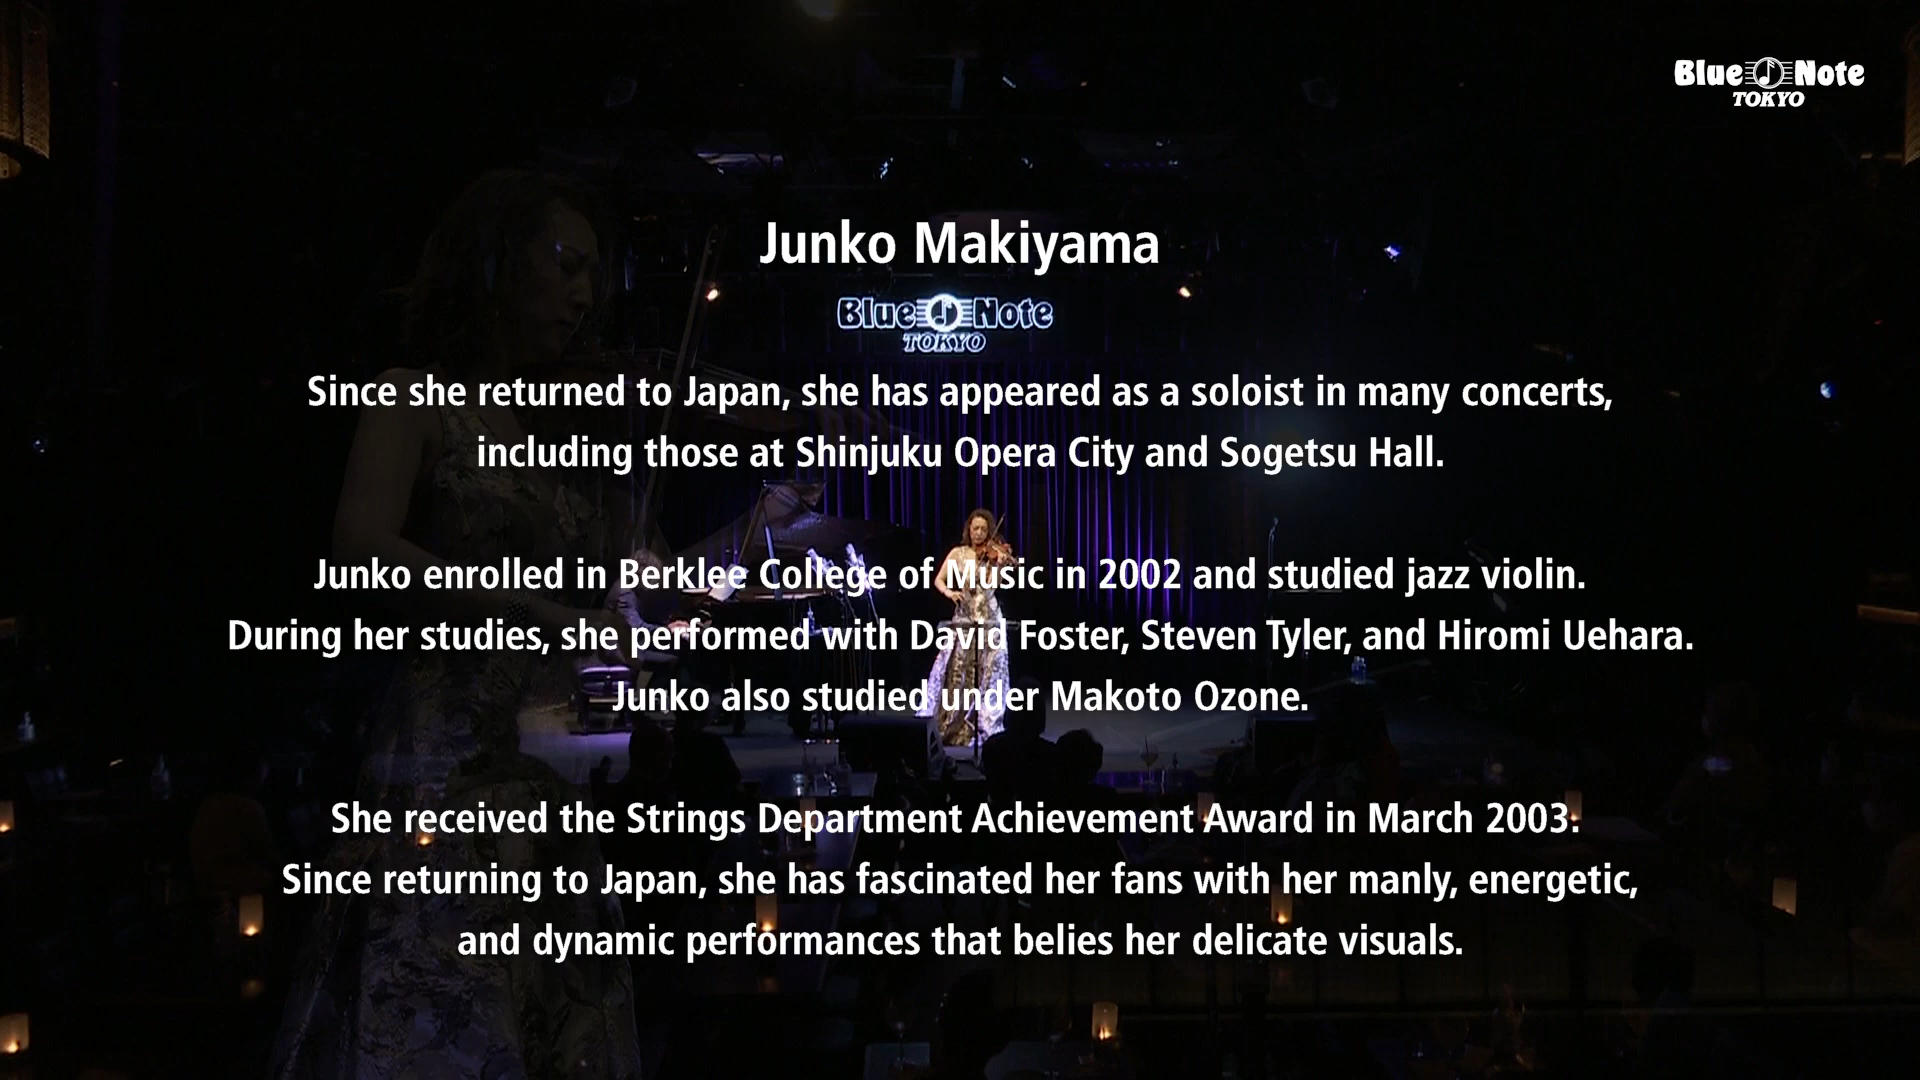 Blue Note
TOKYO
Junko Makiyama
Blue Note
TOKYO
Since she returned to Japan, she has appeared as a soloist in many concerts,
including those at Shinjuku Opera City and Sogetsu Hall.
Junko enrolled in Berklee College of Music in 2002 and studied jazz violin.
During her studies, she performed with David Foster, Steven Tyler, and Hiromi Uehara.
Junko also studied under Makoto Ozone.
She received the Strings Department Achievement Award in March 2003.
Since returning to Japan, she has fascinated her fans with her manly, energetic,
and dynamic performances that belies her delicate visuals.